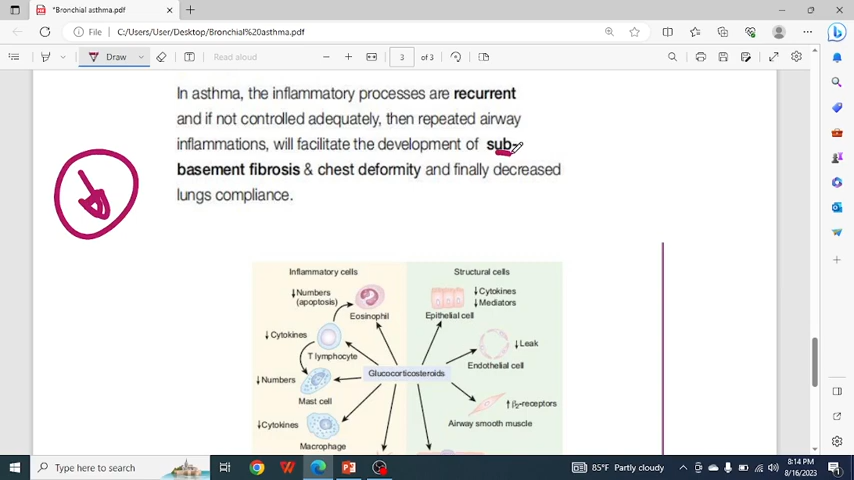 *Bronchial asthma.pdf
File
C:/Users/User/Desktop/Bronchial%20asthma.pdf
Draw
Read aloud
3
of 3
In asthma, the inflammatory processes are recurrent
and if not controlled adequately, then repeated airway
inflammations, will facilitate the development of sub-
basement fibrosis & chest deformity and finally decreased
lungs compliance.
Inflammatory cells
Structural cells
↓Numbers
(apoptosis)
Eosinophil
↓Cytokines
↓Mediators
Epithelial cell
↓Cytokines
T lymphocyte
↓Leak
Endothelial cell
Glucocorticosteroids
↓Numbers
Mast cell
↑β₂-receptors
Airway smooth muscle
↓Cytokines
Macrophage
Type here to search
85°F Partly cloudy
8:14 PM
8/16/2023